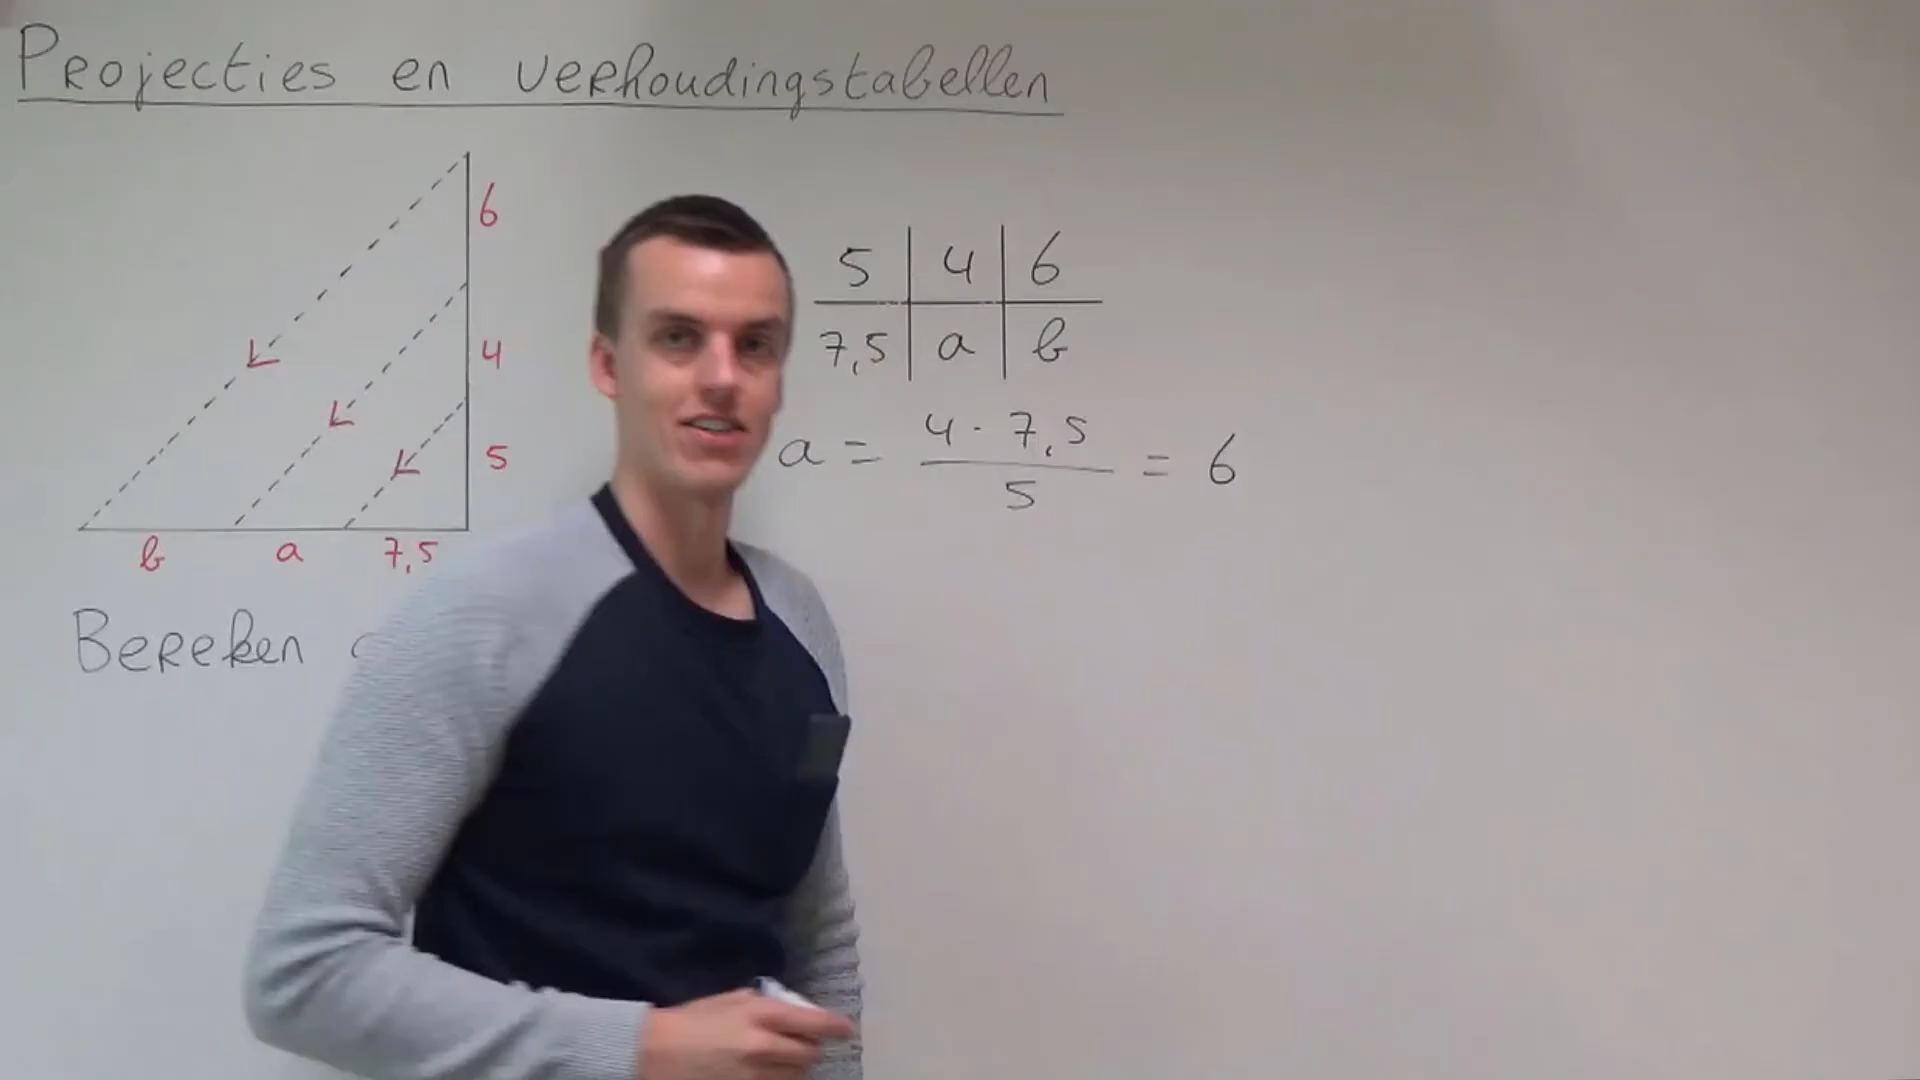 Projecties en verhoudingstabellen
6
4
5
b a 7,5
Bereken
5 4 6
7,5 a b
a = 4 · 7,5 / 5 = 6